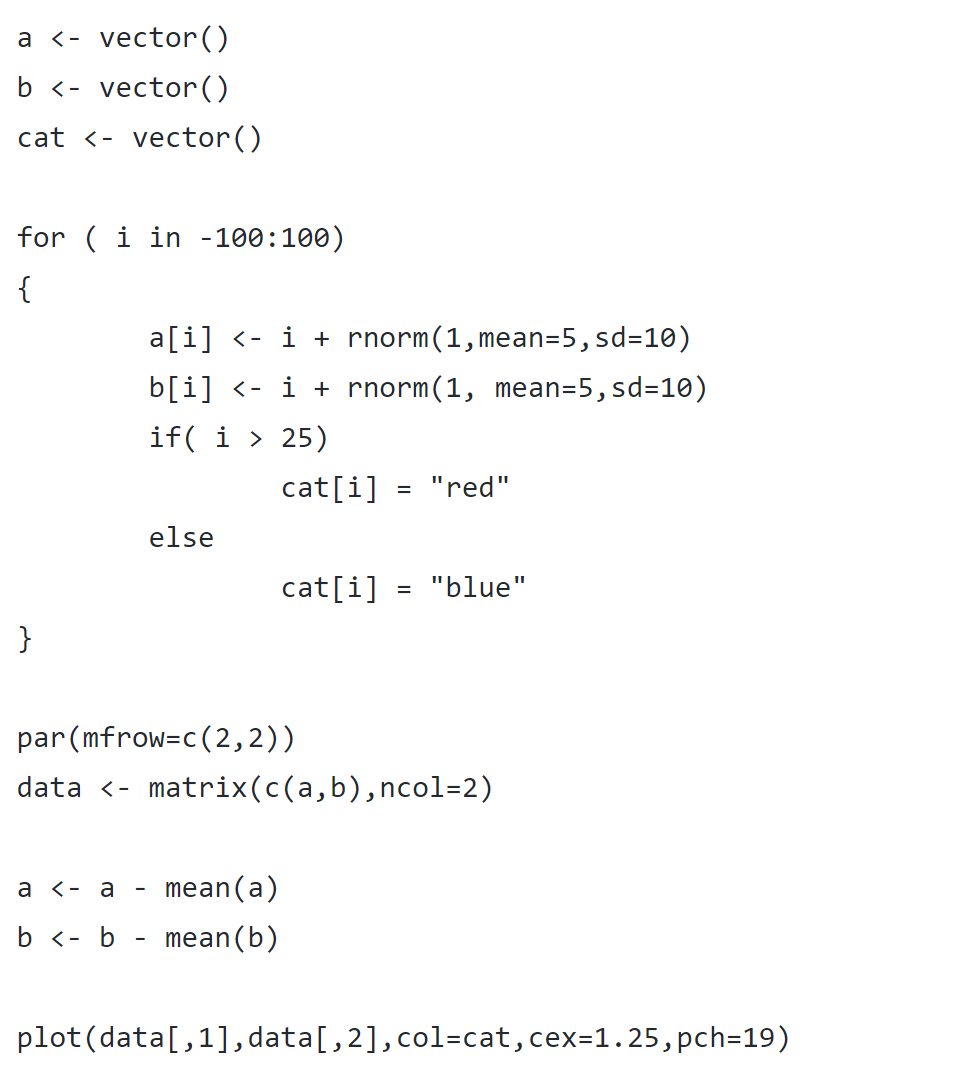 a <- vector()
b <- vector()
cat <- vector()

for ( i in -100:100)
{
        a[i] <- i + rnorm(1,mean=5,sd=10)
        b[i] <- i + rnorm(1, mean=5,sd=10)
        if( i > 25)
                cat[i] = "red"
        else
                cat[i] = "blue"
}

par(mfrow=c(2,2))
data <- matrix(c(a,b),ncol=2)

a <- a - mean(a)
b <- b - mean(b)

plot(data[,1],data[,2],col=cat,cex=1.25,pch=19)